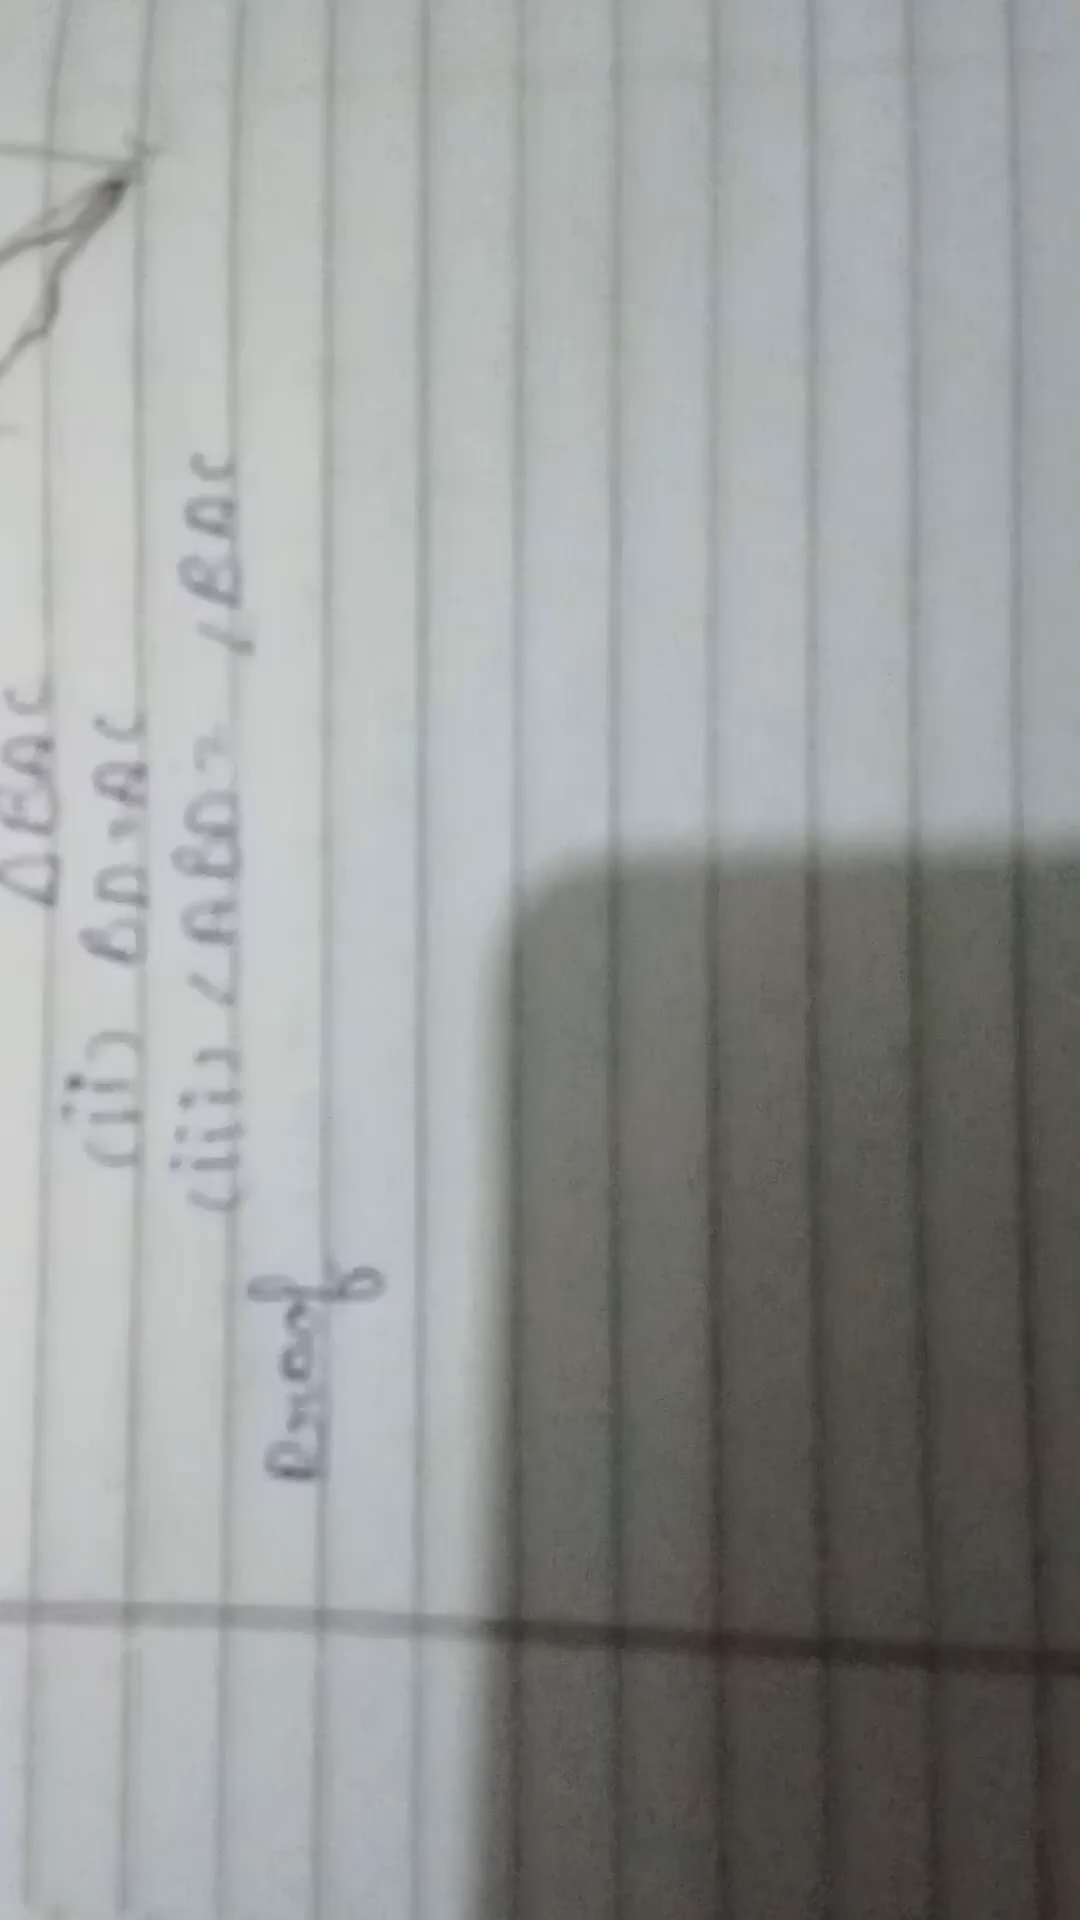 ΔBAC
(ii) BD=AC
(iii) <ABD = <BAC
Proof